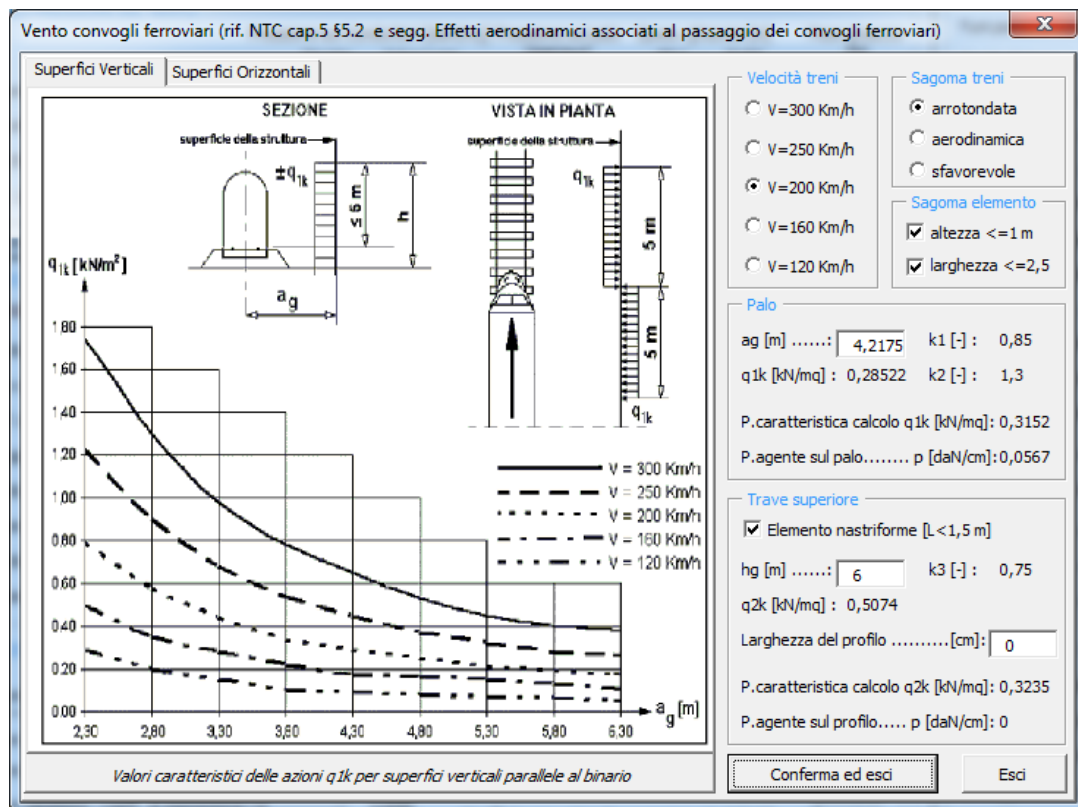 Vento convogli ferroviari (rif. NTC cap.5 §5.2 e segg. Effetti aerodinamici associati al passaggio dei convogli ferroviari)
Superfici Verticali
Superfici Orizzontali
SEZIONE
VISTA IN PIANTA
superficie della struttura
superficie della struttura
±q1k
≤ 6 m
h
ag
q1k
5 m
5 m
q1k
q1k [kN/m²]
1.80
1.60
1.40
1.20
1.00
0.80
0.60
0.40
0.20
0.00
2,30
2,80
3,30
3,80
4,30
4,80
5,30
5,80
6,30
ag [m]
V = 300 Km/h
V = 250 Km/h
V = 200 Km/h
V = 160 Km/h
V = 120 Km/h
Valori caratteristici delle azioni q1k per superfici verticali parallele al binario
Velocità treni
V=300 Km/h
V=250 Km/h
V=200 Km/h
V=160 Km/h
V=120 Km/h
Sagoma treni
arrotondata
aerodinamica
sfavorevole
Sagoma elemento
altezza <=1 m
larghezza <=2,5
Palo
ag [m] ......: 4,2175 k1 [-] : 0,85
q1k [kN/mq] : 0,28522 k2 [-] : 1,3
P.caratteristica calcolo q1k [kN/mq]: 0,3152
P.agente sul palo........ p [daN/cm]: 0,0567
Trave superiore
Elemento nastriforme [L<1,5 m]
hg [m] ......: 6 k3 [-] : 0,75
q2k [kN/mq] : 0,5074
Larghezza del profilo ..........[cm]: 0
P.caratteristica calcolo q2k [kN/mq]: 0,3235
P.agente sul profilo..... p [daN/cm]: 0
Conferma ed esci
Esci